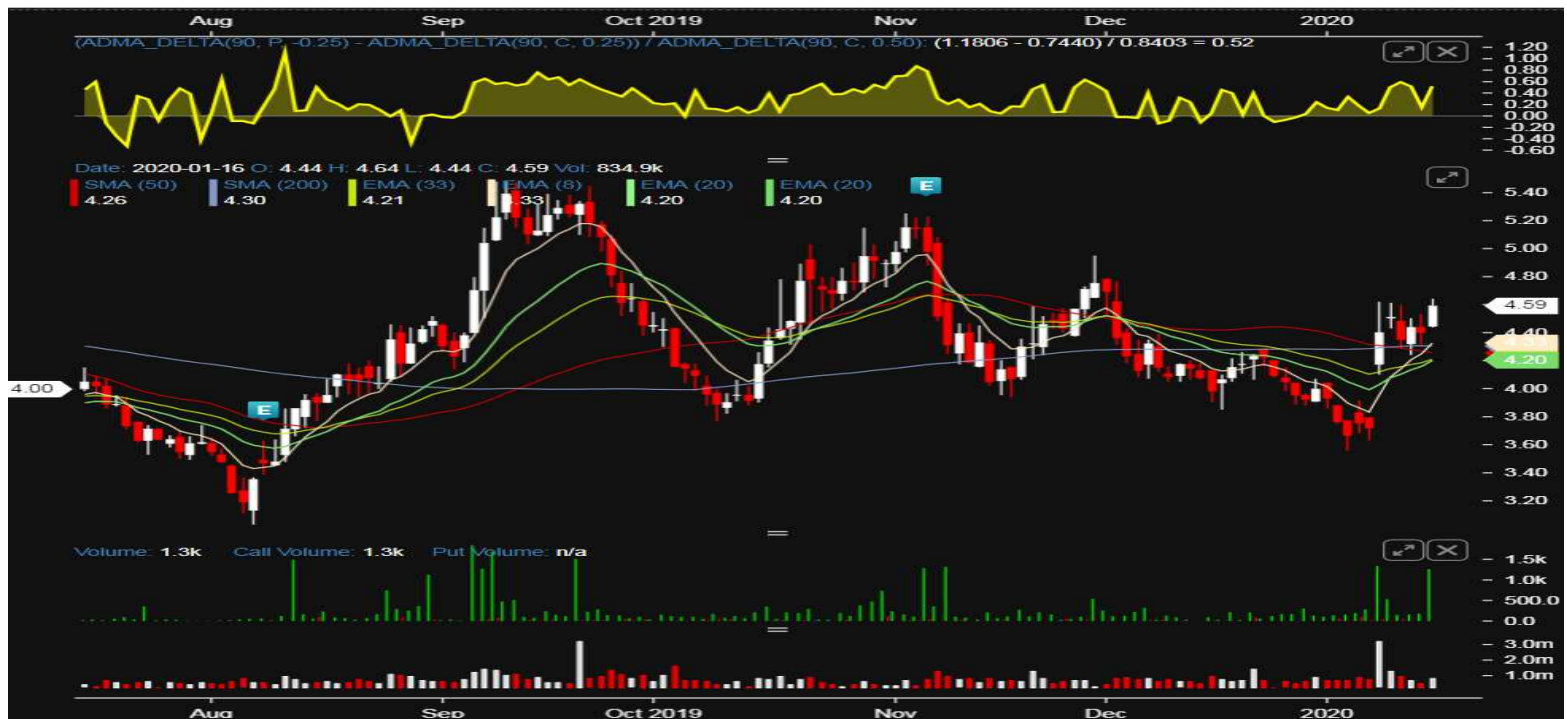 Aug Sep Oct 2019 Nov Dec 2020
(ADMA_DELTA(90, P, -0.25) - ADMA_DELTA(90, C, 0.25)) / ADMA_DELTA(90, C, 0.50): (1.1806 - 0.7440) / 0.8403 = 0.52
1.20
1.00
0.80
0.60
0.40
0.20
0.00
-0.20
-0.40
-0.60
Date: 2020-01-16 O: 4.44 H: 4.64 L: 4.44 C: 4.59 Vol: 834.9k
SMA (50) SMA (200) EMA (33) EMA (8) EMA (20) EMA (20)
4.26 4.30 4.21 4.33 4.20 4.20
E
E
5.40
5.20
5.00
4.80
4.59
4.40
4.33
4.20
4.00
4.00
3.80
3.60
3.40
3.20
Volume: 1.3k Call Volume: 1.3k Put Volume: n/a
1.5k
1.0k
500.0
0.0
3.0m
2.0m
1.0m
Aug Sep Oct 2019 Nov Dec 2020